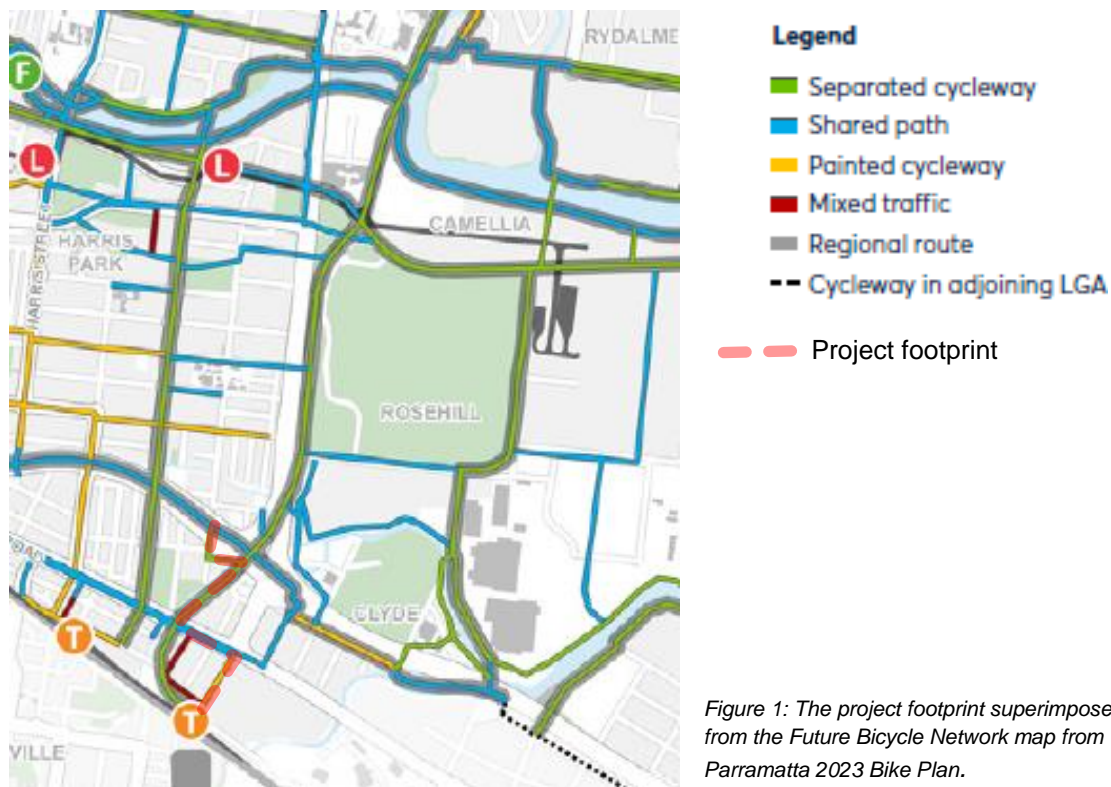 RYDALME
F
L
L
CAMELLIA
HARRIS
PARK
HARRIS STREET
ROSEHILL
CLYDE
OAD
T
T
VILLE
Legend
Separated cycleway
Shared path
Painted cycleway
Mixed traffic
Regional route
Cycleway in adjoining LGA
Project footprint
Figure 1: The project footprint superimpose
from the Future Bicycle Network map from
Parramatta 2023 Bike Plan.